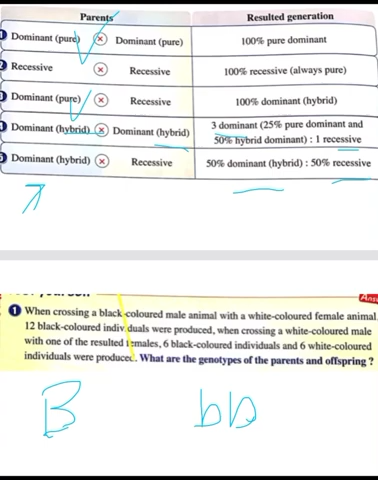 Parents Resulted generation
1 Dominant (pure) × Dominant (pure) 100% pure dominant
2 Recessive × Recessive 100% recessive (always pure)
3 Dominant (pure) × Recessive 100% dominant (hybrid)
4 Dominant (hybrid) × Dominant (hybrid) 3 dominant (25% pure dominant and
50% hybrid dominant) : 1 recessive
5 Dominant (hybrid) × Recessive 50% dominant (hybrid) : 50% recessive
1 When crossing a black-coloured male animal with a white-coloured female animal
12 black-coloured individuals were produced, when crossing a white-coloured male
with one of the resulted females, 6 black-coloured individuals and 6 white-coloured
individuals were produced. What are the genotypes of the parents and offspring ?
B bb